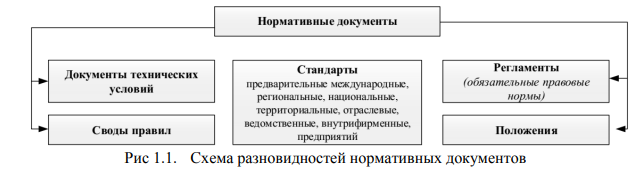 Нормативные документы
Документы технических
условий
Своды правил
Стандарты
предварительные международные,
региональные, национальные,
территориальные, отраслевые,
ведомственные, внутрифирменные,
предприятий
Регламенты
(обязательные правовые
нормы)
Положения
Рис 1.1. Схема разновидностей нормативных документов